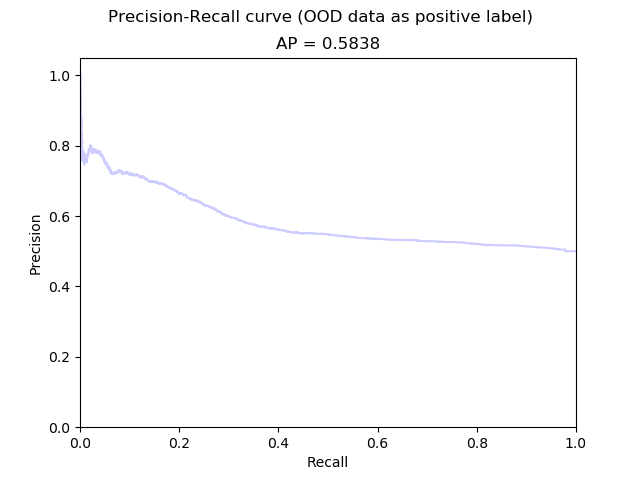 Precision-Recall curve (OOD data as positive label)
AP = 0.5838
1.0
0.8
0.6
0.4
0.2
0.0
Precision
0.0 0.2 0.4 0.6 0.8 1.0
Recall